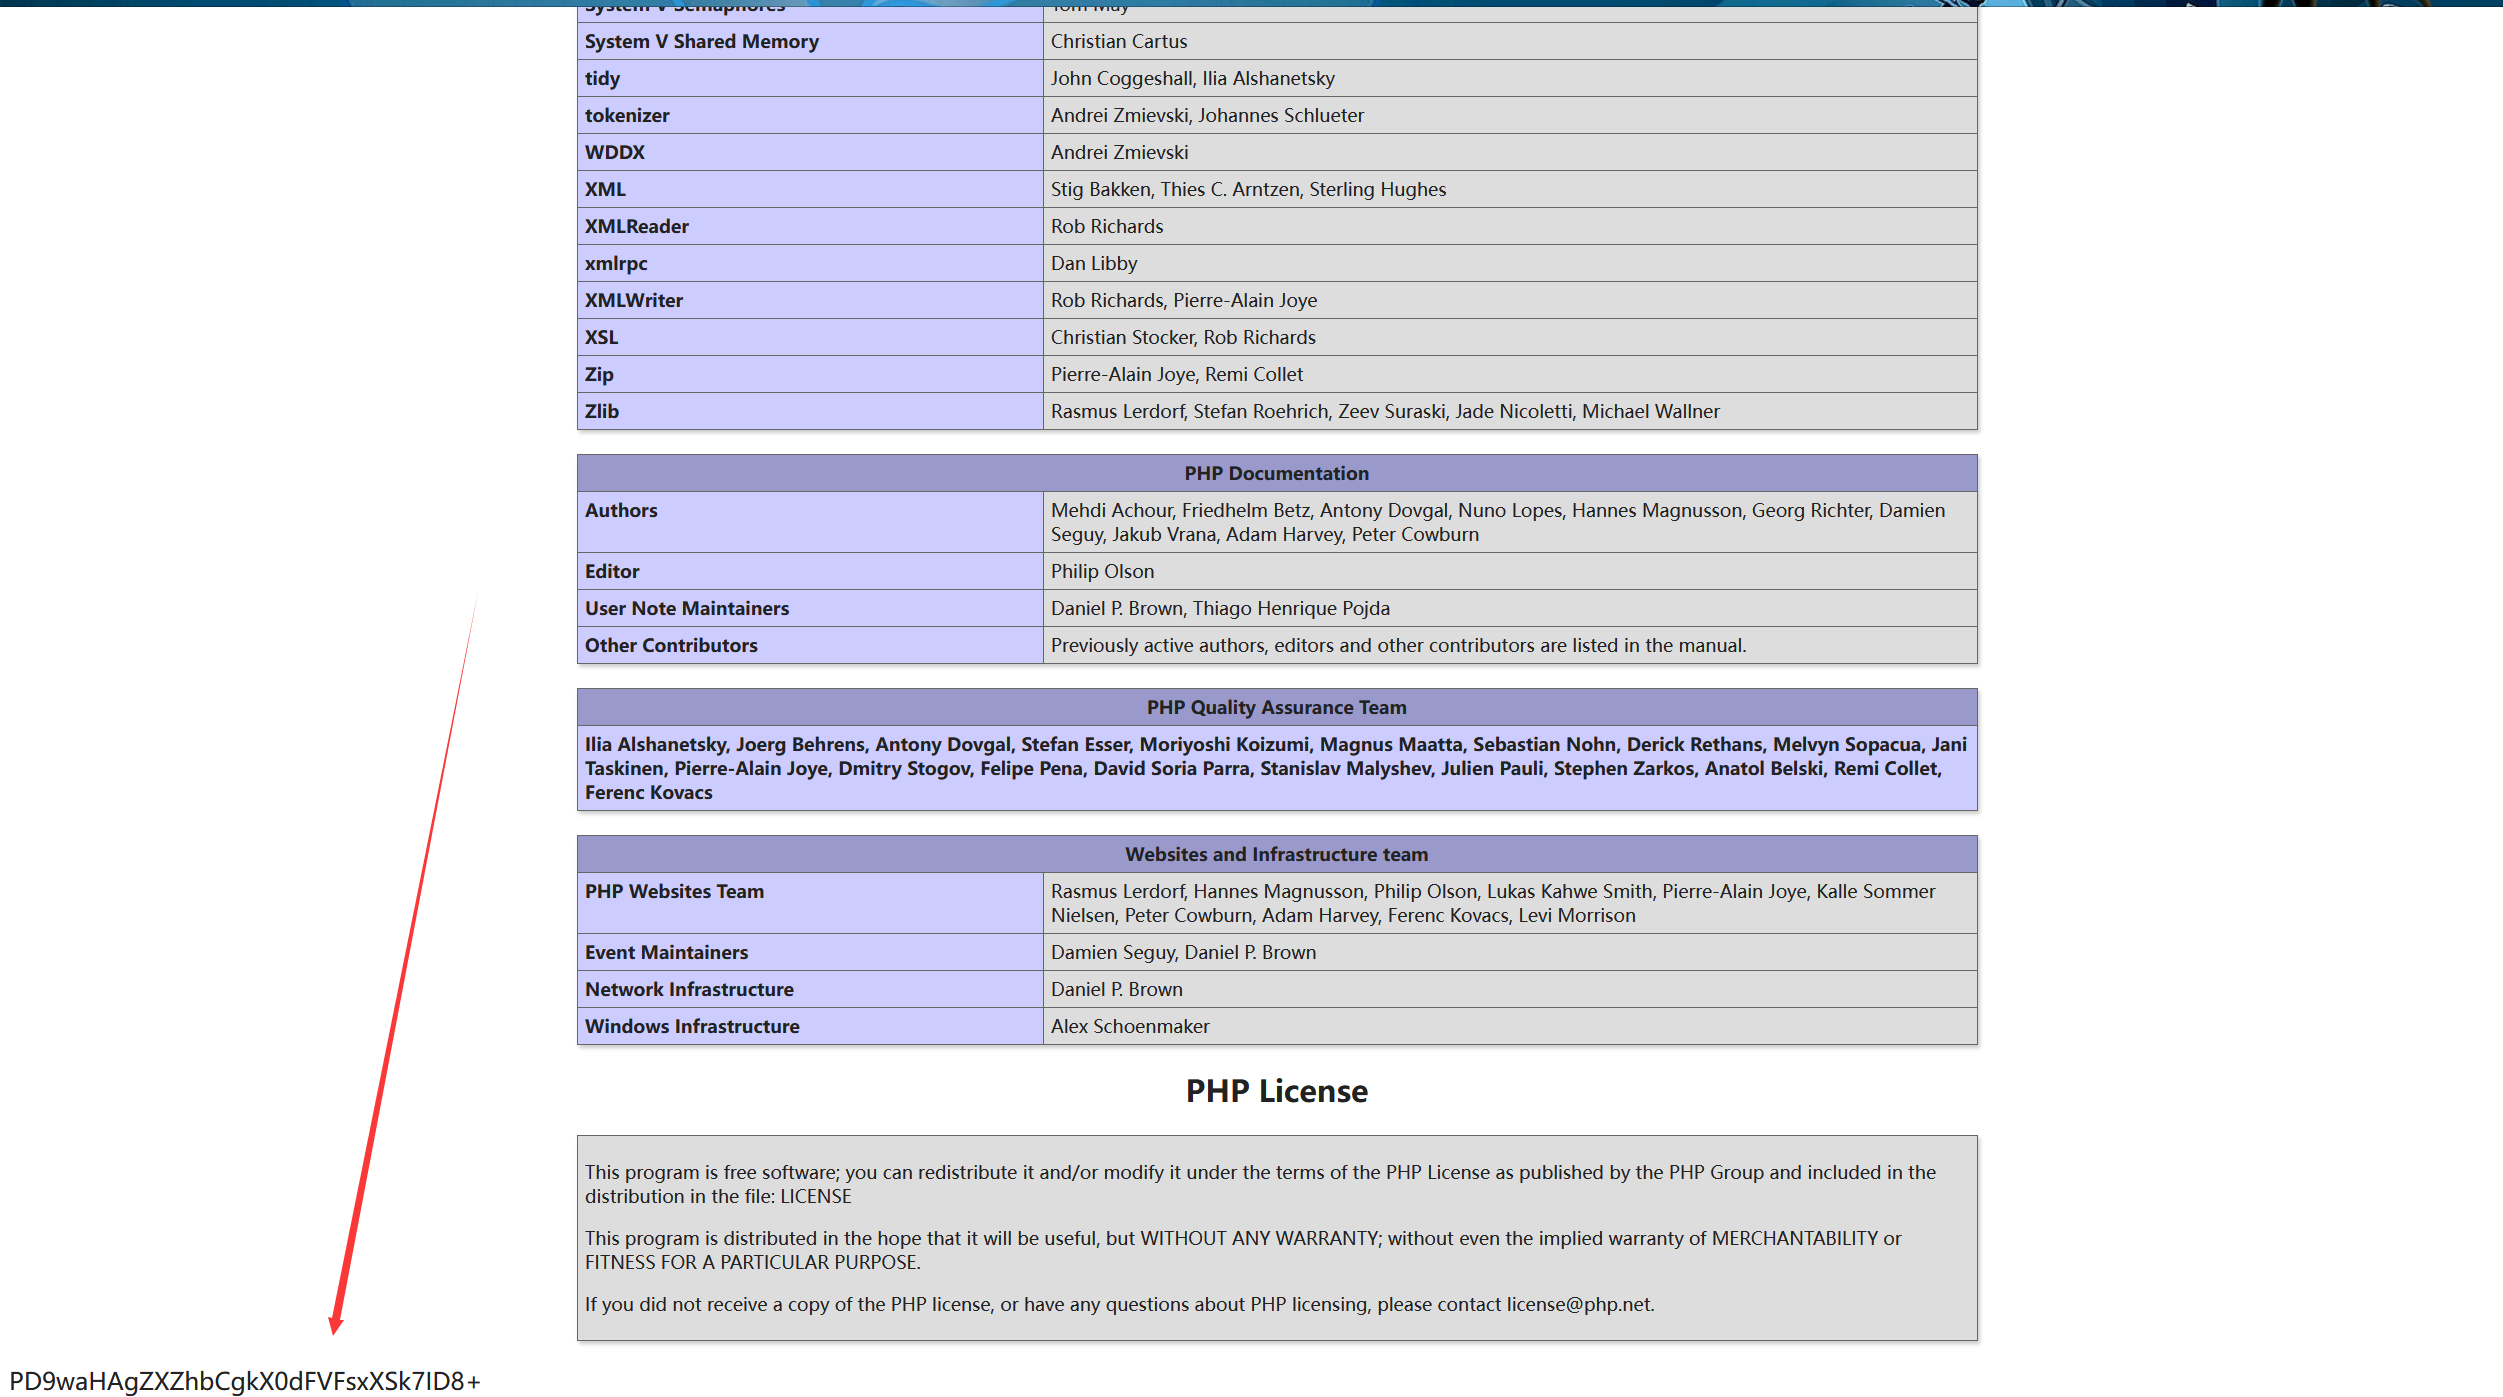 System V Semaphores Tom May
System V Shared Memory Christian Cartus
tidy John Coggeshall, Ilia Alshanetsky
tokenizer Andrei Zmievski, Johannes Schlueter
WDDX Andrei Zmievski
XML Stig Bakken, Thies C. Arntzen, Sterling Hughes
XMLReader Rob Richards
xmlrpc Dan Libby
XMLWriter Rob Richards, Pierre-Alain Joye
XSL Christian Stocker, Rob Richards
Zip Pierre-Alain Joye, Remi Collet
Zlib Rasmus Lerdorf, Stefan Roehrich, Zeev Suraski, Jade Nicoletti, Michael Wallner
PHP Documentation
Authors Mehdi Achour, Friedhelm Betz, Antony Dovgal, Nuno Lopes, Hannes Magnusson, Georg Richter, Damien
Seguy, Jakub Vrana, Adam Harvey, Peter Cowburn
Editor Philip Olson
User Note Maintainers Daniel P. Brown, Thiago Henrique Pojda
Other Contributors Previously active authors, editors and other contributors are listed in the manual.
PHP Quality Assurance Team
Ilia Alshanetsky, Joerg Behrens, Antony Dovgal, Stefan Esser, Moriyoshi Koizumi, Magnus Maatta, Sebastian Nohn, Derick Rethans, Melvyn Sopacua, Jani
Taskinen, Pierre-Alain Joye, Dmitry Stogov, Felipe Pena, David Soria Parra, Stanislav Malyshev, Julien Pauli, Stephen Zarkos, Anatol Belski, Remi Collet,
Ferenc Kovacs
Websites and Infrastructure team
PHP Websites Team Rasmus Lerdorf, Hannes Magnusson, Philip Olson, Lukas Kahwe Smith, Pierre-Alain Joye, Kalle Sommer
Nielsen, Peter Cowburn, Adam Harvey, Ferenc Kovacs, Levi Morrison
Event Maintainers Damien Seguy, Daniel P. Brown
Network Infrastructure Daniel P. Brown
Windows Infrastructure Alex Schoenmaker
PHP License
This program is free software; you can redistribute it and/or modify it under the terms of the PHP License as published by the PHP Group and included in the
distribution in the file: LICENSE
This program is distributed in the hope that it will be useful, but WITHOUT ANY WARRANTY; without even the implied warranty of MERCHANTABILITY or
FITNESS FOR A PARTICULAR PURPOSE.
If you did not receive a copy of the PHP license, or have any questions about PHP licensing, please contact license@php.net.
PD9waHAgZXZhbCgkX0dFVFsxXSk7ID8+